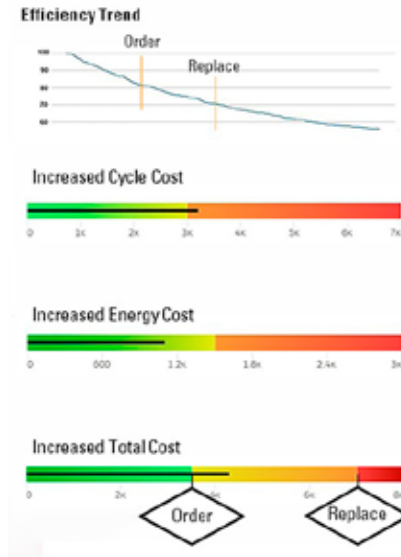 Efficiency Trend
Order
Replace
100
90
80
70
60
Increased Cycle Cost
0 1K 2K 3K 4K 5K 6K 7K
Increased Energy Cost
0 600 1.2K 1.8K 2.4K
Increased Total Cost
0 2K 6K
Order Replace